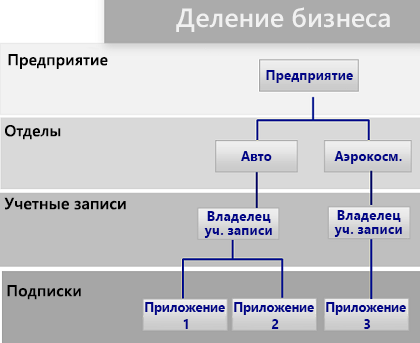 Деление бизнеса
Предприятие
Предприятие
Отделы
Авто
Аэрокосм.
Учетные записи
Владелец
уч. записи
Владелец
уч. записи
Подписки
Приложение
1
Приложение
2
Приложение
3